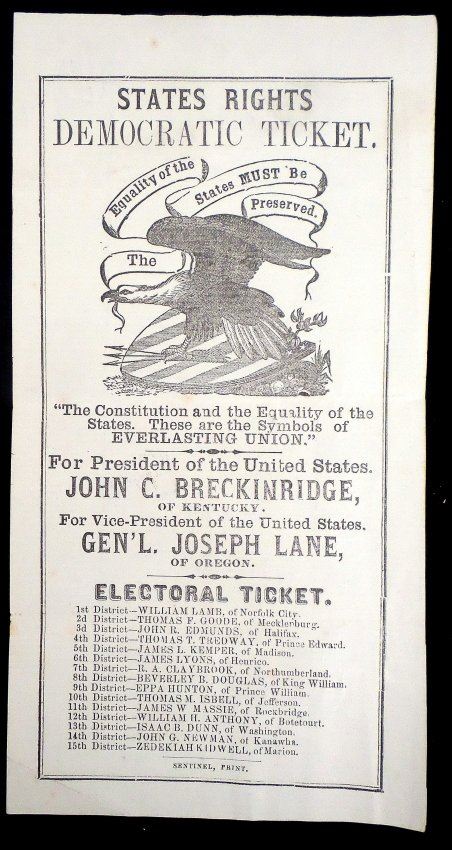 STATES RIGHTS
DEMOCRATIC TICKET.
The
Equality of the
States MUST Be
Preserved.
"The Constitution and the Equality of the
States. These are the Symbols of
EVERLASTING UNION."
For President of the United States.
JOHN C. BRECKINRIDGE,
OF KENTUCKY.
For Vice-President of the United States.
GEN'L. JOSEPH LANE,
OF OREGON.
ELECTORAL TICKET.
1st District—WILLIAM LAMB, of Norfolk City.
2d District—THOMAS F. GOODE, of Mecklenburg.
3d District—JOHN R. EDMUNDS, of Halifax.
4th District—THOMAS T. TREDWAY, of Prince Edward.
5th District—JAMES L. KEMPER, of Madison.
6th District—JAMES LYONS, of Henrico.
7th District—R. A. CLAYBROOK, of Northumberland.
8th District—BEVERLEY B. DOUGLAS, of King William.
9th District—EPPA HUNTON, of Prince William.
10th District—THOMAS M. ISBELL, of Jefferson.
11th District—JAMES W MASSIE, of Rockbridge.
12th District—WILLIAM H. ANTHONY, of Botetourt.
13th District—ISAAC B. DUNN, of Washington.
14th District—JOHN G. NEWMAN, of Kanawha.
15th District—ZEDEKIAH KIDWELL, of Marion.
SENTINEL, PRINT.